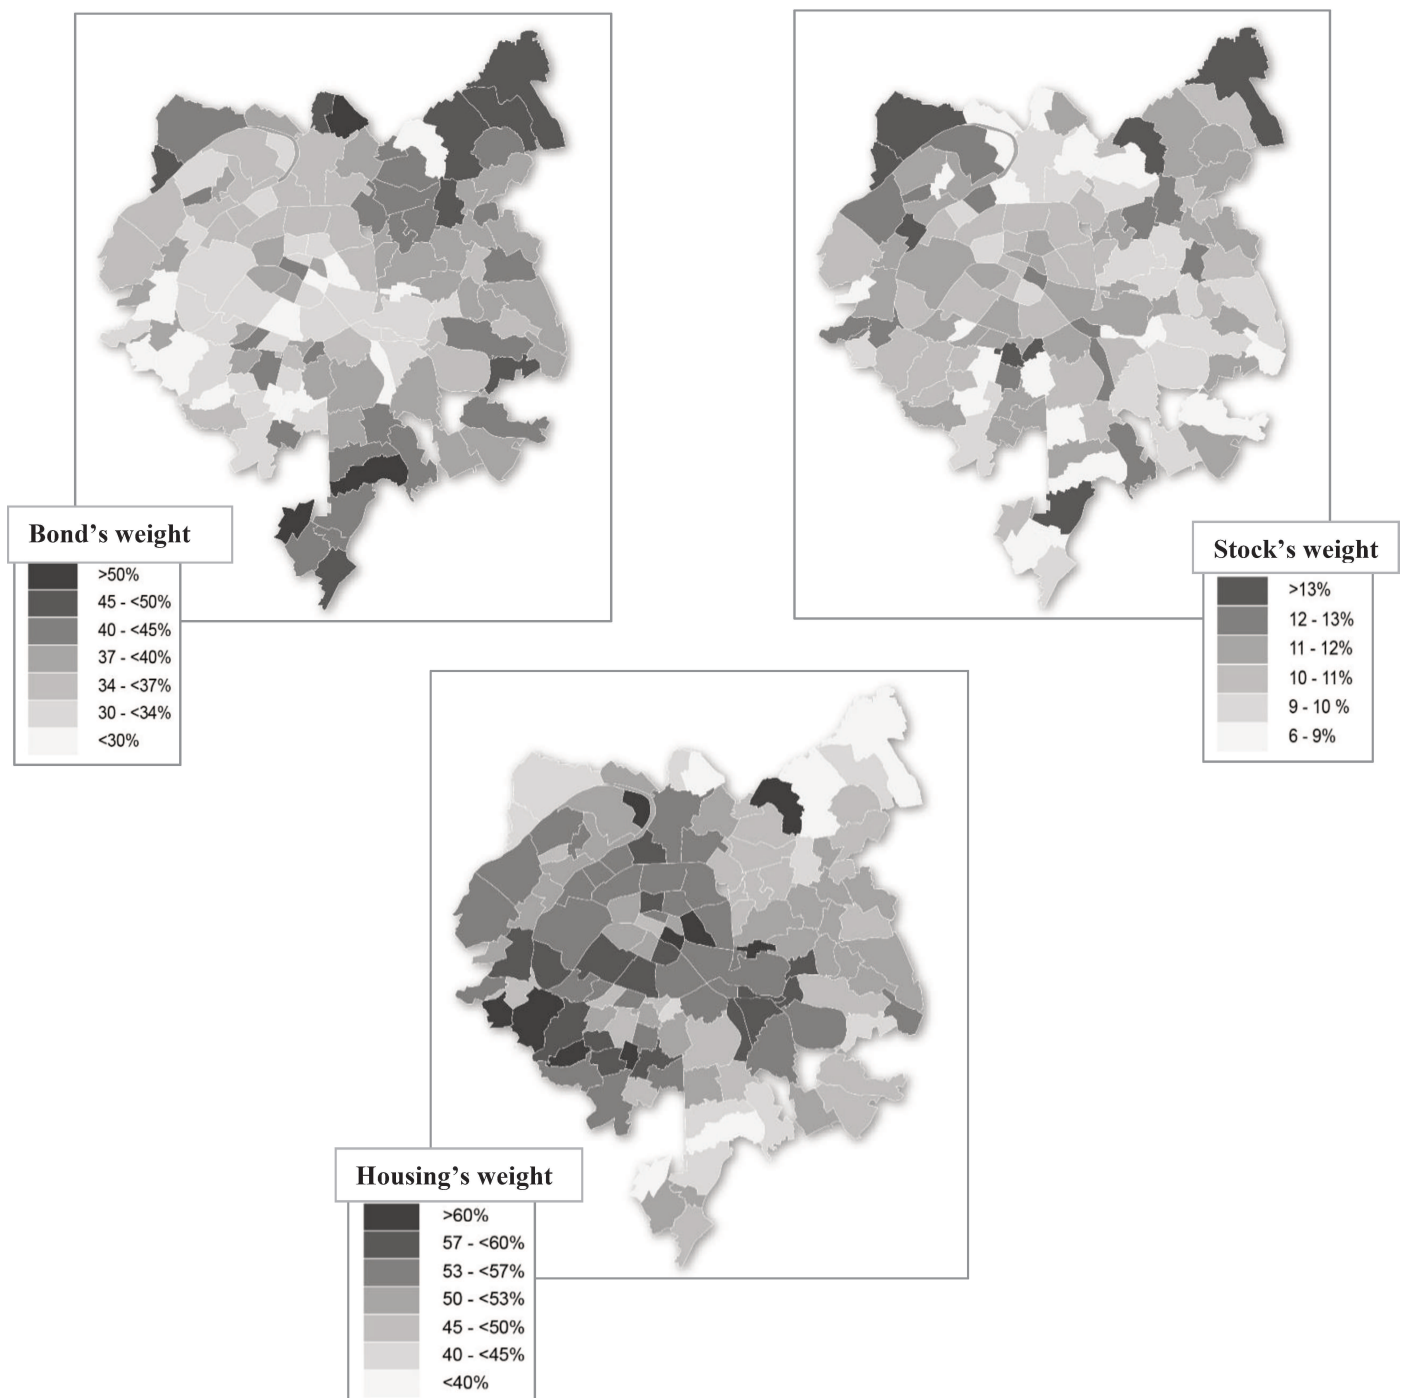 Bond’s weight
>50%
45 - <50%
40 - <45%
37 - <40%
34 - <37%
30 - <34%
<30%
Stock’s weight
>13%
12 - 13%
11 - 12%
10 - 11%
9 - 10 %
6 - 9%
Housing’s weight
>60%
57 - <60%
53 - <57%
50 - <53%
45 - <50%
40 - <45%
<40%